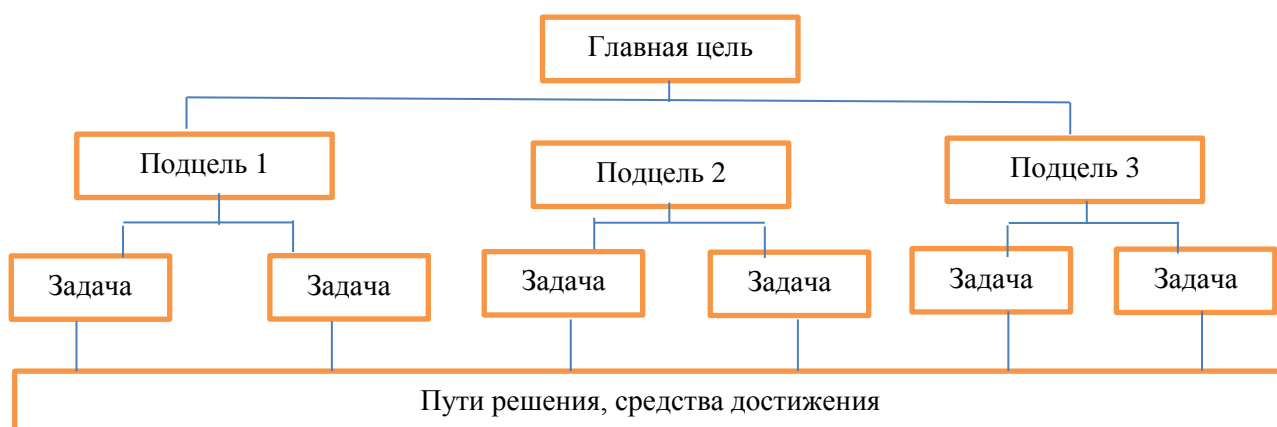 Главная цель
Подцель 1
Подцель 2
Подцель 3
Задача
Задача
Задача
Задача
Задача
Задача
Пути решения, средства достижения